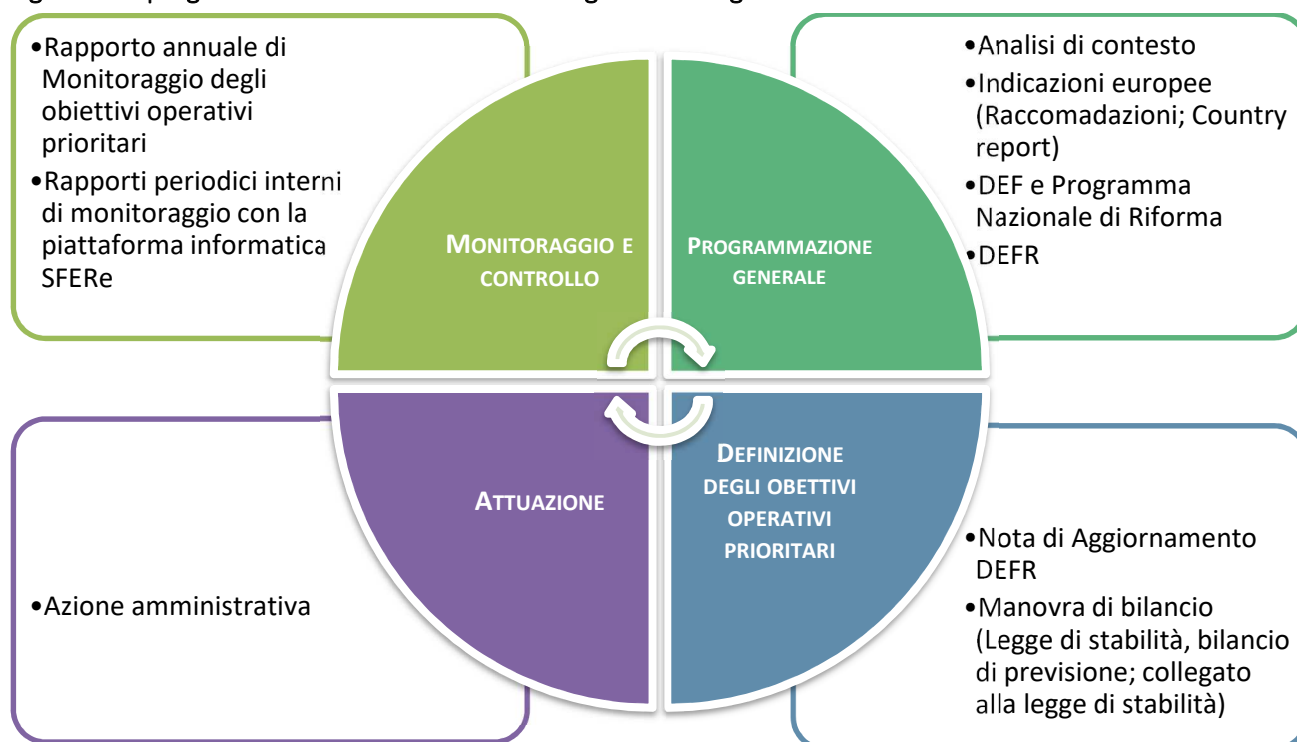 •Rapporto annuale di
Monitoraggio degli
obiettivi operativi
prioritari
•Rapporti periodici interni
di monitoraggio con la
piattaforma informatica
SFERe
MONITORAGGIO E
CONTROLLO
PROGRAMMAZIONE
GENERALE
•Analisi di contesto
•Indicazioni europee
(Raccomadazioni; Country
report)
•DEF e Programma
Nazionale di Riforma
•DEFR
ATTUAZIONE
•Azione amministrativa
DEFINIZIONE
DEGLI OBETTIVI
OPERATIVI
PRIORITARI
•Nota di Aggiornamento
DEFR
•Manovra di bilancio
(Legge di stabilità, bilancio
di previsione; collegato
alla legge di stabilità)